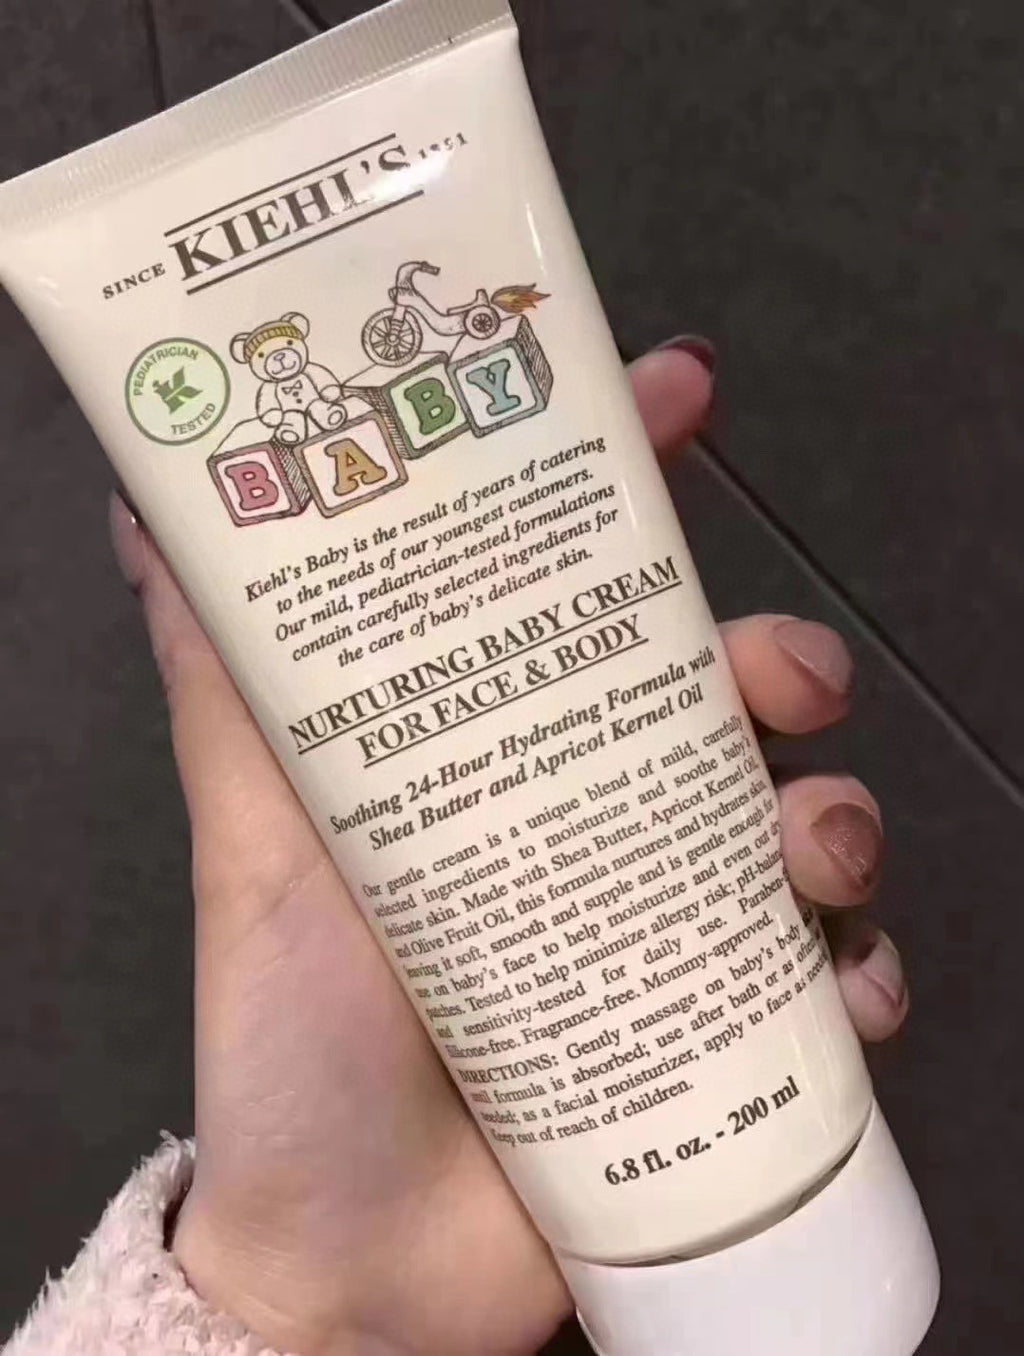 SINCE KIEHL'S 1851
PEDIATRICIAN
TESTED
BABY
Kiehl's Baby is the result of years of catering
to the needs of our youngest customers.
Our mild, pediatrician-tested formulations
contain carefully selected ingredients for
the care of baby's delicate skin.
NURTURING BABY CREAM
FOR FACE & BODY
Soothing 24-Hour Hydrating Formula with
Shea Butter and Apricot Kernel Oil
Our gentle cream is a unique blend of mild, carefully
selected ingredients to moisturize and soothe baby's
delicate skin. Made with Shea Butter, Apricot Kernel Oil,
and Olive Fruit Oil, this formula nurtures and hydrates skin,
leaving it soft, smooth and supple and is gentle enough for
use on baby's face to help moisturize and even out dry
patches. Tested to help minimize allergy risk; pH-balan
and sensitivity-tested for daily use. Paraben-
Silicone-free. Fragrance-free. Mommy-approved.
DIRECTIONS: Gently massage on baby's body
until formula is absorbed; use after bath or as often as
needed; as a facial moisturizer, apply to face as needed
Keep out of reach of children.
6.8 fl. oz. - 200 ml